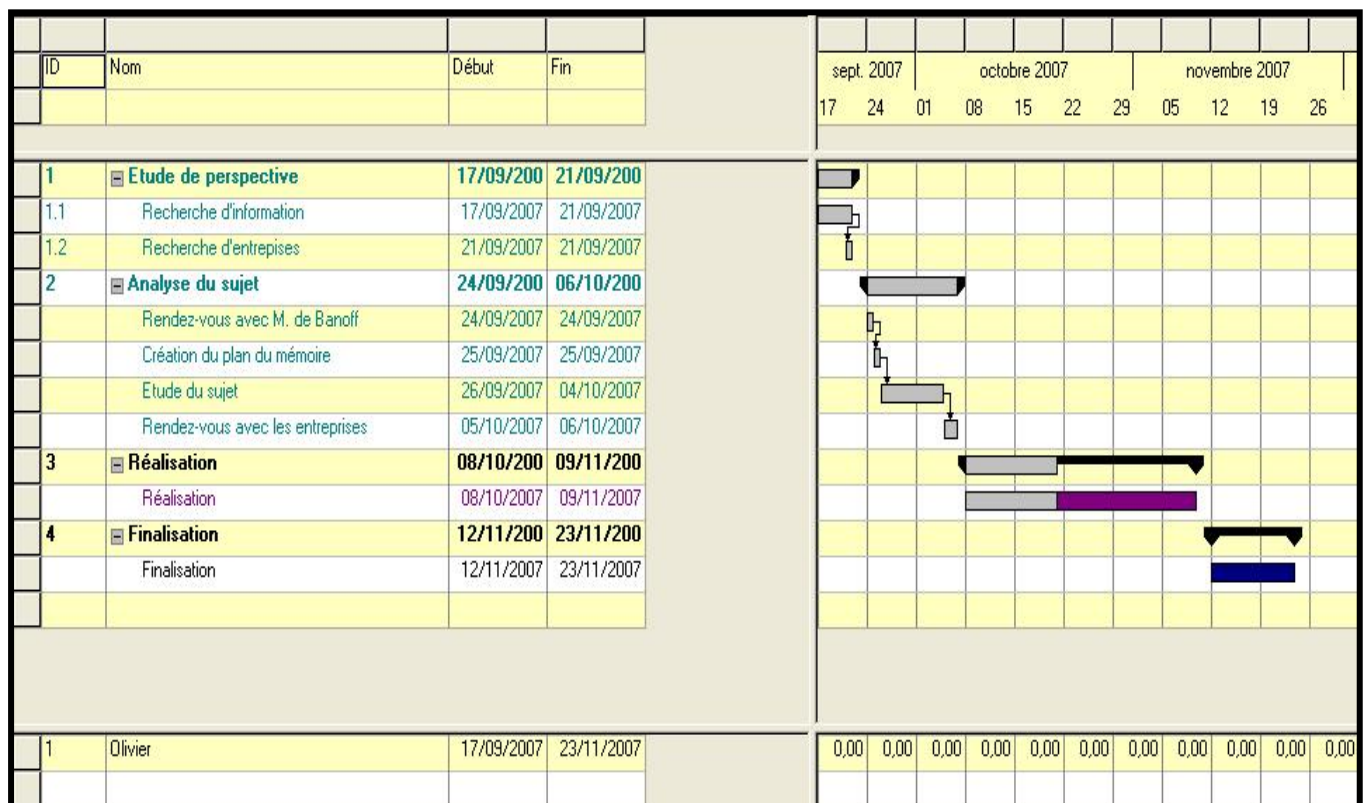 ID Nom Début Fin sept. 2007 octobre 2007 novembre 2007
17 24 01 08 15 22 29 05 12 19 26
1 Etude de perspective 17/09/200 21/09/200
1.1 Recherche d'information 17/09/2007 21/09/2007
1.2 Recherche d'entrepises 21/09/2007 21/09/2007
2 Analyse du sujet 24/09/200 06/10/200
Rendez-vous avec M. de Banoff 24/09/2007 24/09/2007
Création du plan du mémoire 25/09/2007 25/09/2007
Etude du sujet 26/09/2007 04/10/2007
Rendez-vous avec les entreprises 05/10/2007 06/10/2007
3 Réalisation 08/10/200 09/11/200
Réalisation 08/10/2007 09/11/2007
4 Finalisation 12/11/200 23/11/200
Finalisation 12/11/2007 23/11/2007
1 Olivier 17/09/2007 23/11/2007 0,00 0,00 0,00 0,00 0,00 0,00 0,00 0,00 0,00 0,00 0,00